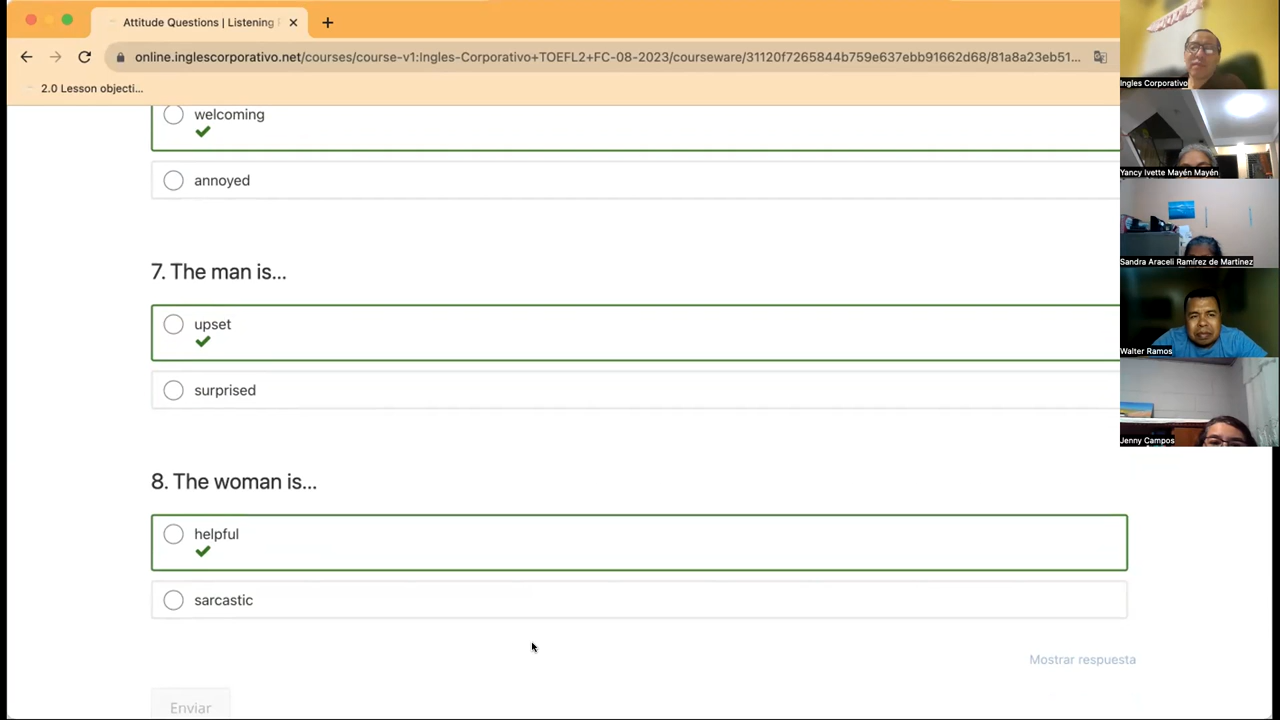 Attitude Questions | Listening
online.inglescorporativo.net/courses/course-v1:Ingles-Corporativo+TOEFL2+FC-08-2023/courseware/31120f7265844b759e637ebb91662d68/81a8a23eb51...
2.0 Lesson objecti...
welcoming
annoyed
7. The man is...
upset
surprised
8. The woman is...
helpful
sarcastic
Mostrar respuesta
Enviar
Ingles Corporativo
Yancy Ivette Mayén Mayén
Sandra Araceli Ramírez de Martinez
Walter Ramos
Jenny Campos